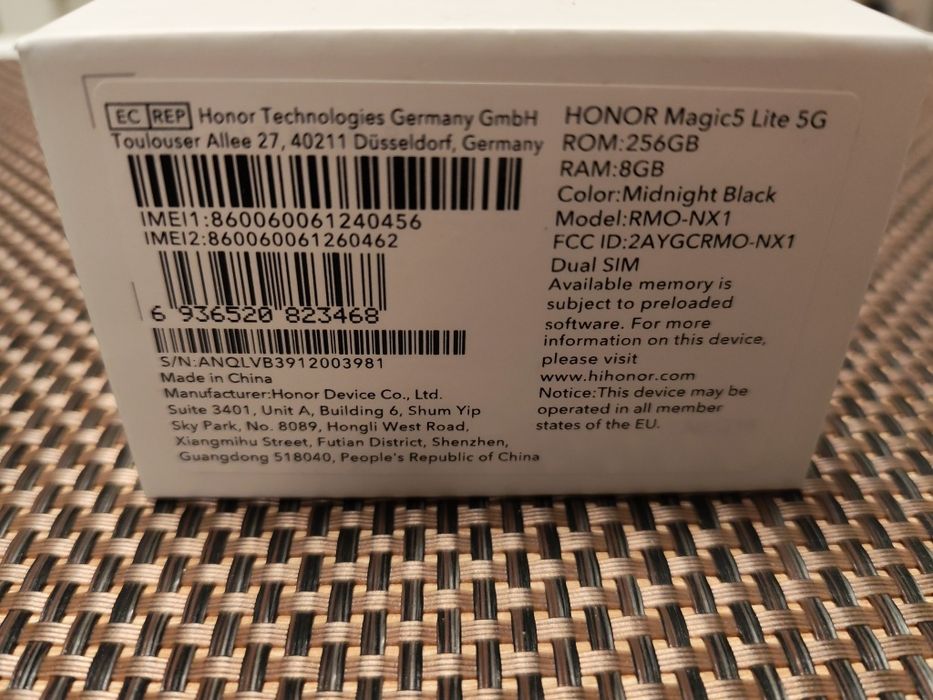 EC REP Honor Technologies Germany GmbH
Toulouser Allee 27, 40211 Düsseldorf, Germany
IMEI1:860060061240456
IMEI2:860060061260462
6 936520 823468
S/N:ANQLVB3912003981
Made in China
Manufacturer:Honor Device Co., Ltd.
Suite 3401, Unit A, Building 6, Shum Yip
Sky Park, No. 8089, Hongli West Road,
Xiangmihu Street, Futian District, Shenzhen,
Guangdong 518040, People's Republic of China
HONOR Magic5 Lite 5G
ROM:256GB
RAM:8GB
Color:Midnight Black
Model:RMO-NX1
FCC ID:2AYGCRMO-NX1
Dual SIM
Available memory is
subject to preloaded
software. For more
information on this device,
please visit
www.hihonor.com
Notice:This device may be
operated in all member
states of the EU.